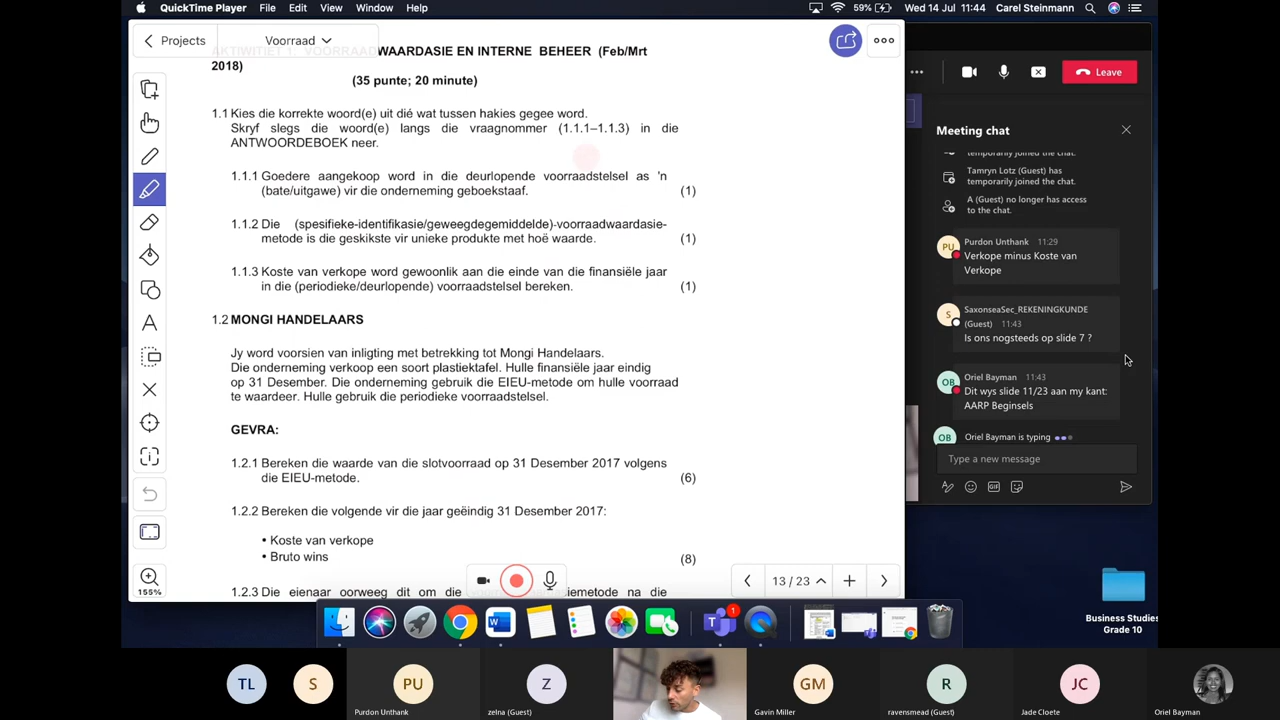 QuickTime Player File Edit View Window Help
59% Wed 14 Jul 11:44 Carel Steinmann
Projects
Voorraad
AKTIWITEIT 1. VOORRAADWAARDASIE EN INTERNE BEHEER (Feb/Mrt
2018)
(35 punte; 20 minute)
1.1 Kies die korrekte woord(e) uit dié wat tussen hakies gegee word.
Skryf slegs die woord(e) langs die vraagnommer (1.1.1–1.1.3) in die
ANTWOORDEBOEK neer.
1.1.1 Goedere aangekoop word in die deurlopende voorraadstelsel as 'n
(bate/uitgawe) vir die onderneming geboekstaaf. (1)
1.1.2 Die (spesifieke-identifikasie/geweegdegemiddelde)-voorraadwaardasie-
metode is die geskikste vir unieke produkte met hoë waarde. (1)
1.1.3 Koste van verkope word gewoonlik aan die einde van die finansiële jaar
in die (periodieke/deurlopende) voorraadstelsel bereken. (1)
1.2 MONGI HANDELAARS
Jy word voorsien van inligting met betrekking tot Mongi Handelaars.
Die onderneming verkoop een soort plastiektafel. Hulle finansiële jaar eindig
op 31 Desember. Die onderneming gebruik die EIEU-metode om hulle voorraad
te waardeer. Hulle gebruik die periodieke voorraadstelsel.
GEVRA:
1.2.1 Bereken die waarde van die slotvoorraad op 31 Desember 2017 volgens
die EIEU-metode. (6)
1.2.2 Bereken die volgende vir die jaar geëindig 31 Desember 2017:
• Koste van verkope
• Bruto wins (8)
1.2.3 Die eienaar oorweeg dit om die diemetode na die
155%
13 / 23
Leave
Meeting chat
temporarily joined the chat.
Tamryn Lotz (Guest) has
temporarily joined the chat.
A (Guest) no longer has access
to the chat.
PU
Purdon Unthank 11:29
Verkope minus Koste van
Verkope
S
SaxonseaSec_REKENINGKUNDE
(Guest) 11:43
Is ons nogsteeds op slide 7 ?
OB
Oriel Bayman 11:43
Dit wys slide 11/23 aan my kant:
AARP Beginsels
OB
Oriel Bayman is typing
Type a new message
GIF
Business Studies
Grade 10
1
TL
S
PU
Purdon Unthank
Z
zelna (Guest)
GM
Gavin Miller
R
ravensmead (Guest)
JC
Jade Cloete
Oriel Bayman